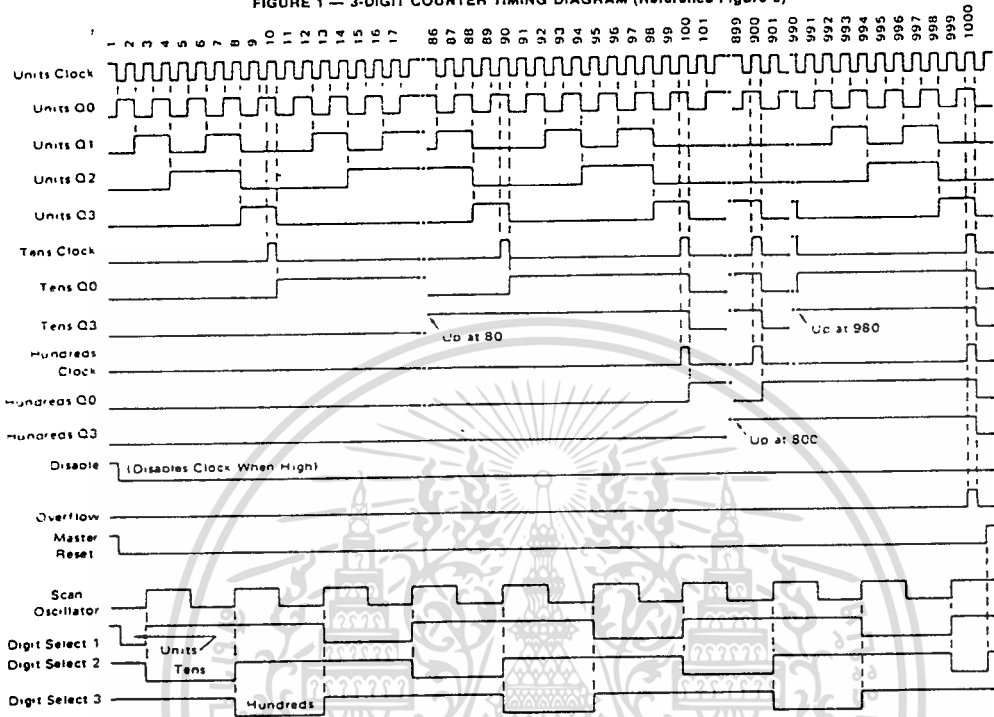 FIGURE 1 — 3-DIGIT COUNTER TIMING DIAGRAM (Reference Figure
1 2 3 4 5 6 7 8 9 10 11 12 13 14 15 16 17 86 87 88 89 90 91 92 93 94 95 96 97 98 99 100 101 899 900 901 990 991 992 993 994 995 996 997 998 999 1000
Units Clock
Units Q0
Units Q1
Units Q2
Units Q3
Tens Clock
Tens Q0
Tens Q3
Up at 80
Up at 980
Hundreds
Clock
Hundreds Q0
Hundreds Q3
Up at 800
Disable
(Disables Clock When High)
Overflow
Master
Reset
Scan
Oscillator
Digit Select 1
Units
Digit Select 2
Tens
Digit Select 3
Hundreds